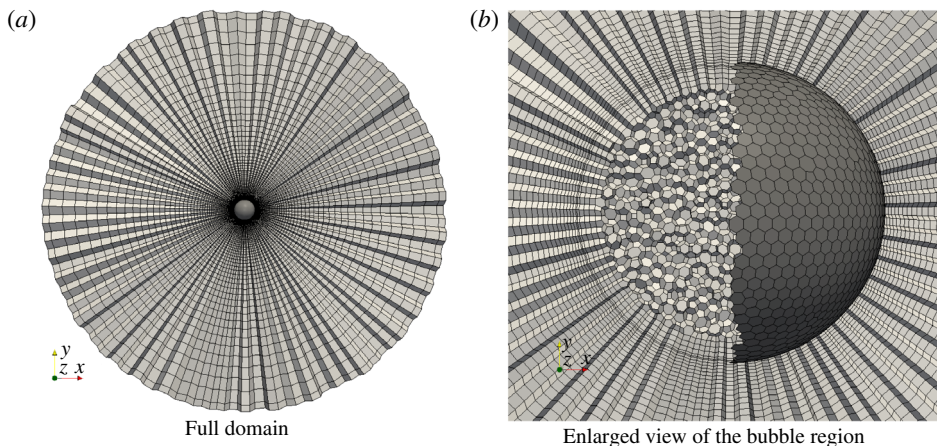 (a)
(b)
y
z x
y
z x
Full domain
Enlarged view of the bubble region